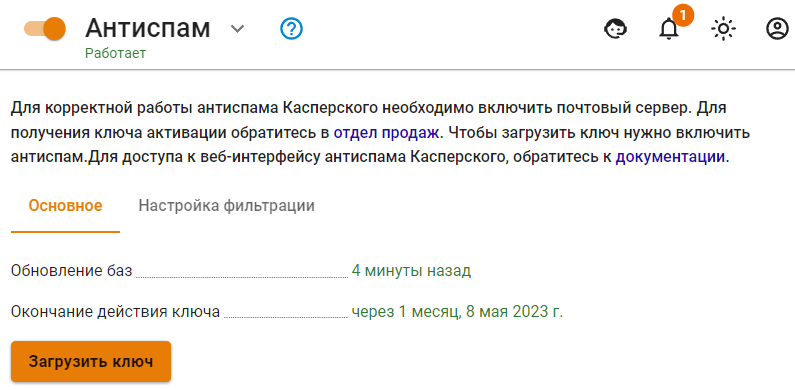 Антиспам
1
Работает
Для корректной работы антиспама Касперского необходимо включить почтовый сервер. Для
получения ключа активации обратитесь в отдел продаж. Чтобы загрузить ключ нужно включить
антиспам.Для доступа к веб-интерфейсу антиспама Касперского, обратитесь к документации.
Основное Настройка фильтрации
Обновление баз 4 минуты назад
Окончание действия ключа через 1 месяц, 8 мая 2023 г.
Загрузить ключ